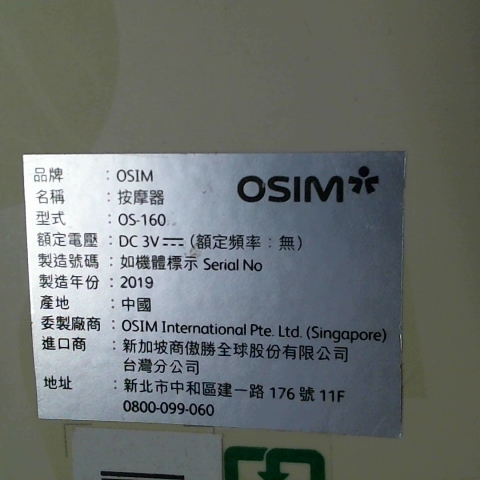 OSIM
品牌 : OSIM
名稱 : 按摩器
型式 : OS-160
額定電壓 : DC 3V⎓ (額定頻率 : 無)
製造號碼 : 如機體標示 Serial No
製造年份 : 2019
產地 : 中國
委製廠商 : OSIM International Pte. Ltd. (Singapore)
進口商 : 新加坡商傲勝全球股份有限公司
台灣分公司
地址 : 新北市中和區建一路 176 號 11F
0800-099-060